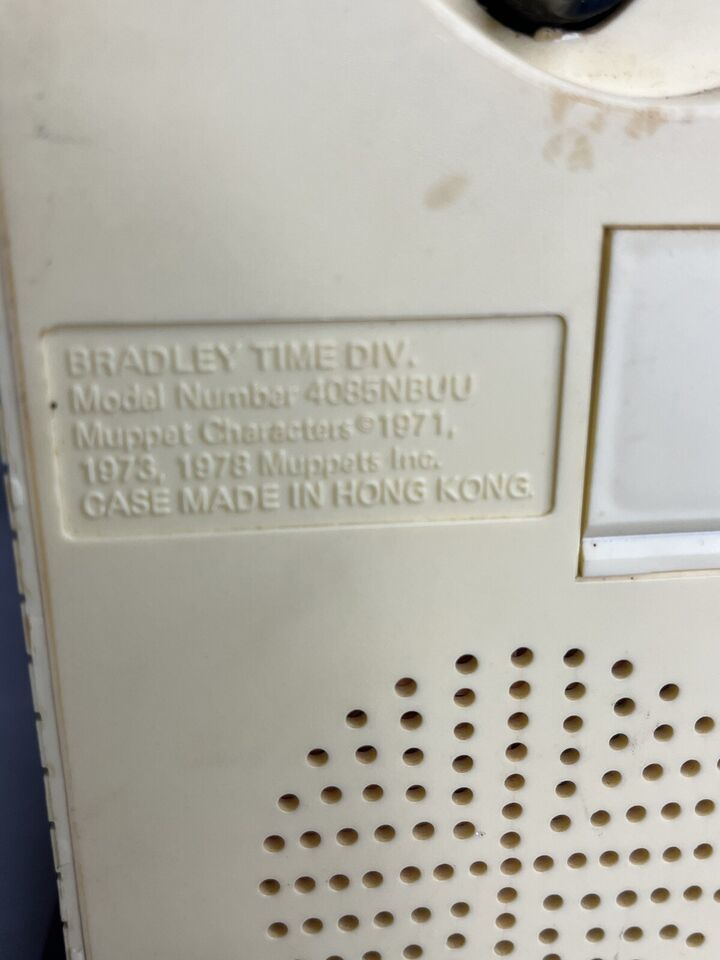 BRADLEY TIME DIV.
Model Number 4085NBUU
Muppet Characters ©1971,
1973, 1978 Muppets Inc.
CASE MADE IN HONG KONG.